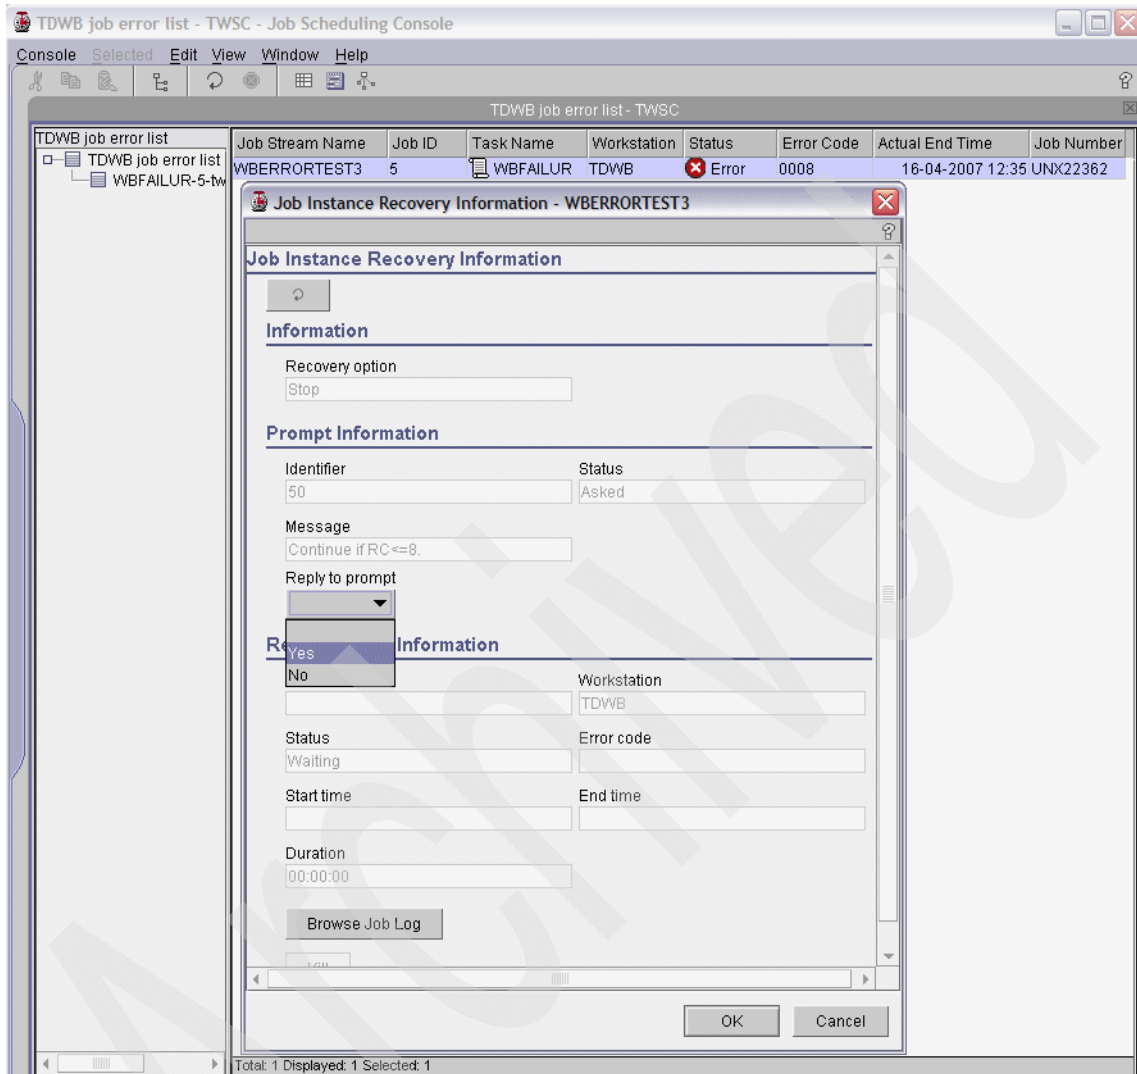 TDWB job error list - TWSC - Job Scheduling Console
Console Selected Edit View Window Help
TDWB job error list - TWSC
TDWB job error list
TDWB job error list
WBFAILUR-5-tw
Job Stream Name Job ID Task Name Workstation Status Error Code Actual End Time Job Number
WBERRORTEST3 5 WBFAILUR TDWB Error 0008 16-04-2007 12:35 UNX22362
Job Instance Recovery Information - WBERRORTEST3
Job Instance Recovery Information
Information
Recovery option
Stop
Prompt Information
Identifier Status
50 Asked
Message
Continue if RC<=8.
Reply to prompt
Yes
No
Information
Workstation
TDWB
Status Error code
Waiting
Start time End time
Duration
00:00:00
Browse Job Log
Kill
OK Cancel
Total: 1 Displayed: 1 Selected: 1
Archived